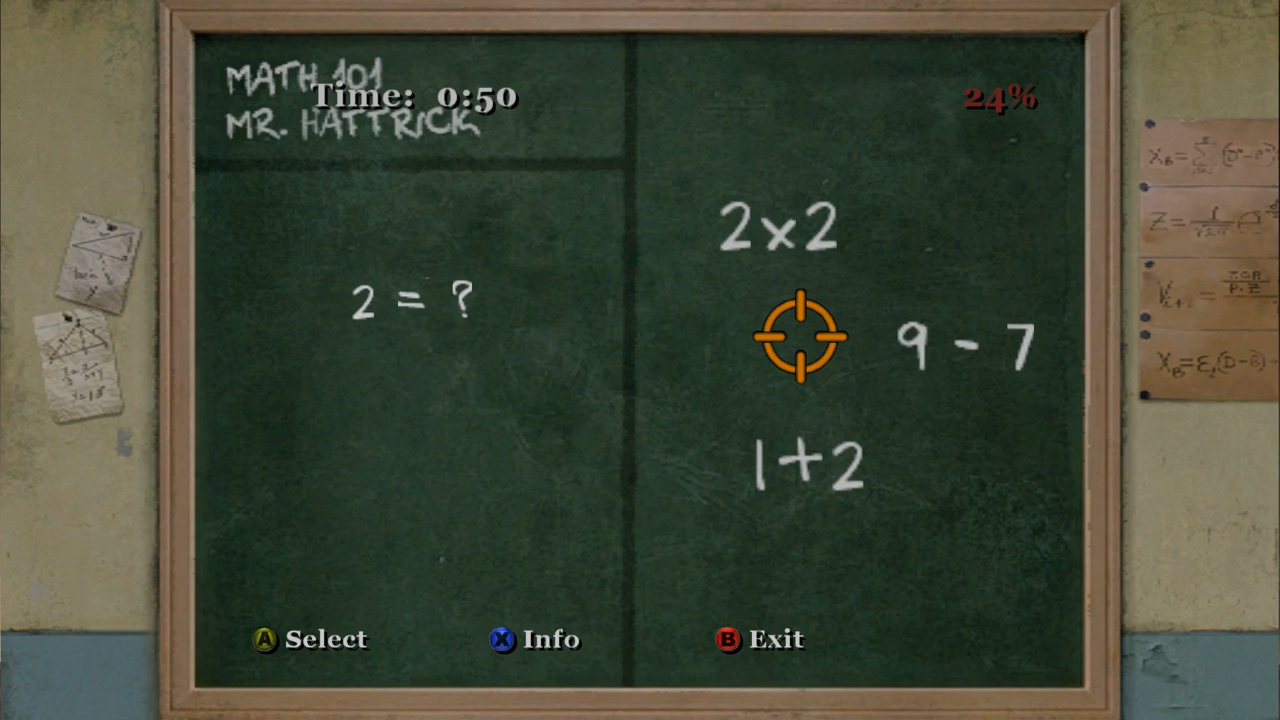 MATH 101
Time: 0:50
24%
MR. HATTRICK
2 = ?
2x2
9 - 7
1+2
A Select
X Info
B Exit